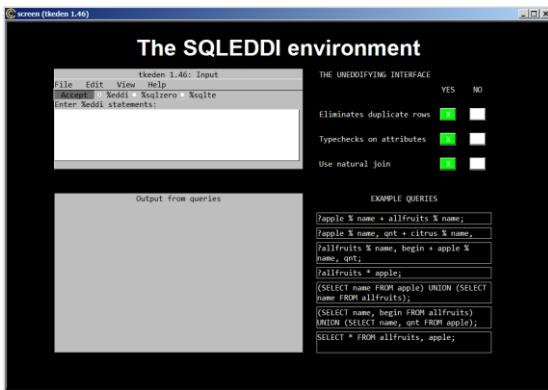 screen (tkeden 1.46)
The SQLEDDI environment
tkeden 1.46: Input
File Edit View Help
Accept %eddi %sqlzero %sqlte
Enter %eddi statements:
THE UNEDDIFYING INTERFACE
YES NO
Eliminates duplicate rows X
Typechecks on attributes X
Use natural join X
Output from queries
EXAMPLE QUERIES
?apple % name + allfruits % name;
?apple % name, qnt + citrus % name,
?allfruits % name, begin + apple %
name, qnt;
?allfruits * apple;
(SELECT name FROM apple) UNION (SELECT
name FROM allfruits);
(SELECT name, begin FROM allfruits)
UNION (SELECT name, qnt FROM apple);
SELECT * FROM allfruits, apple;